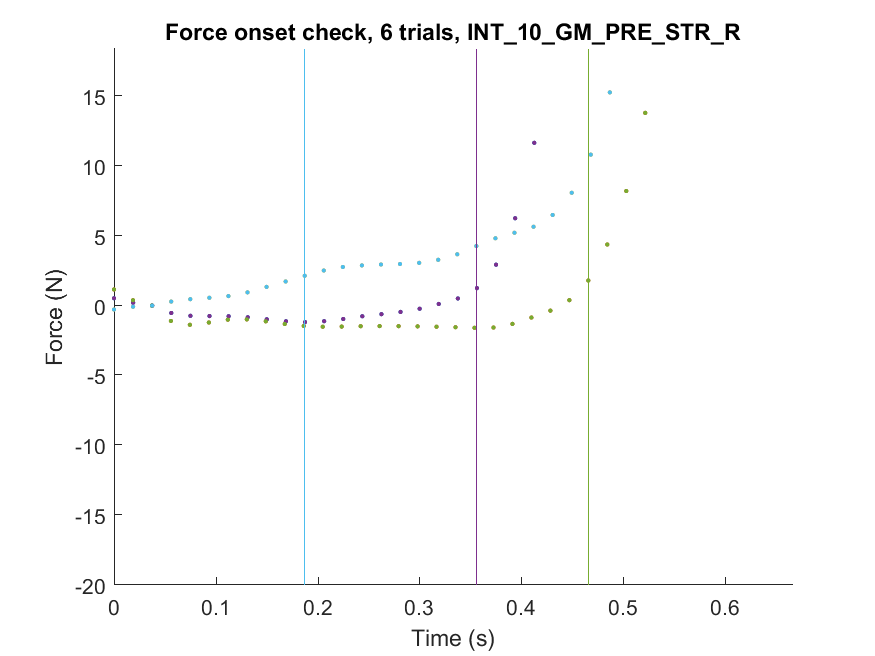 Force onset check, 6 trials, INT_10_GM_PRE_STR_R
15
10
5
0
-5
-10
-15
-20
Force (N)
0 0.1 0.2 0.3 0.4 0.5 0.6
Time (s)